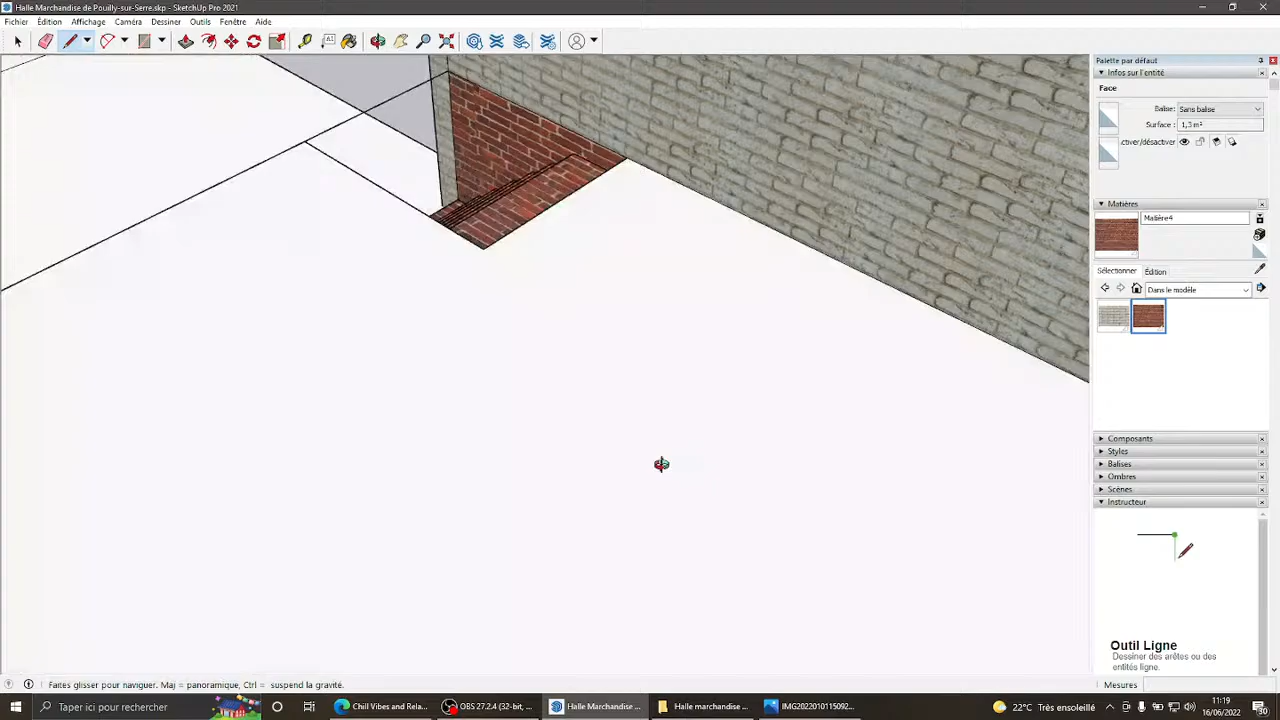 Halle Marchandise de Pouilly-sur-Serre.skp - SketchUp Pro 2021
Fichier Édition Affichage Caméra Dessiner Outils Fenêtre Aide
Palette par défaut
Infos sur l'entité
Face
Balise: Sans balise
Surface : 1,3 m²
.ctiver/désactiver
Matières
Matière4
Sélectionner Édition
Dans le modèle
Composants
Styles
Balises
Ombres
Scènes
Instructeur
Outil Ligne
Dessiner des arêtes ou des
entités ligne.
Faites glisser pour naviguer. Maj = panoramique, Ctrl = suspend la gravité.
Mesures
Taper ici pour rechercher
Chill Vibes and Rela...
OBS 27.2.4 (32-bit, ...
Halle Marchandise ...
Halle marchandise ...
IMG20220101115092...
22°C Très ensoleillé
11:19
16/06/2022